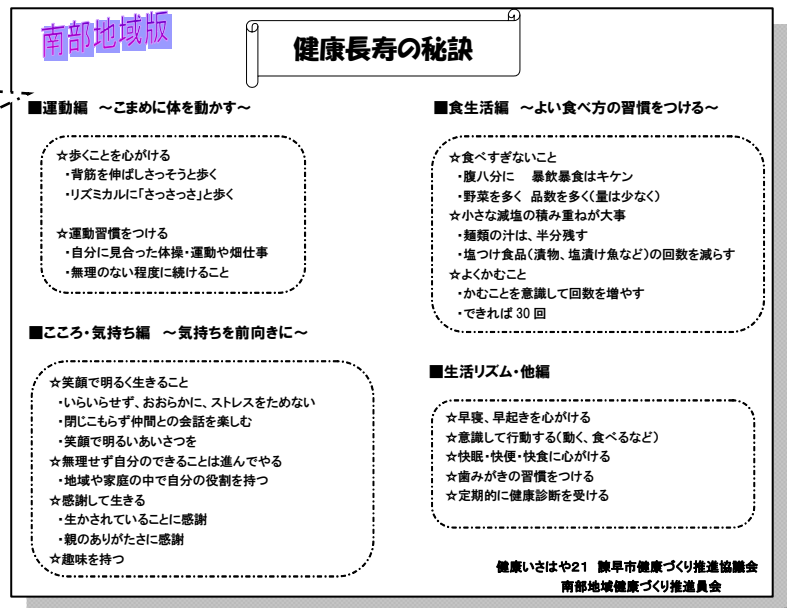 南部地域版
健康長寿の秘訣
■運動編　～こまめに体を動かす～
☆歩くことを心がける
・背筋を伸ばしさっそうと歩く
・リズミカルに「さっさっさ」と歩く
☆運動習慣をつける
・自分に見合った体操・運動や畑仕事
・無理のない程度に続けること
■こころ・気持ち編　～気持ちを前向きに～
☆笑顔で明るく生きること
・いらいらせず、おおらかに、ストレスをためない
・閉じこもらず仲間との会話を楽しむ
・笑顔で明るいあいさつを
☆無理せず自分のできることは進んでやる
・地域や家庭の中で自分の役割を持つ
☆感謝して生きる
・生かされていることに感謝
・親のありがたさに感謝
☆趣味を持つ
■食生活編　～よい食べ方の習慣をつける～
☆食べすぎないこと
・腹八分に　暴飲暴食はキケン
・野菜を多く 品数を多く（量は少なく）
☆小さな減塩の積み重ねが大事
・麺類の汁は、半分残す
・塩つけ食品（漬物、塩漬け魚など）の回数を減らす
☆よくかむこと
・かむことを意識して回数を増やす
・できれば 30 回
■生活リズム・他編
☆早寝、早起きを心がける
☆意識して行動する（動く、食べるなど）
☆快眠・快便・快食に心がける
☆歯みがきの習慣をつける
☆定期的に健康診断を受ける
健康いさはや２１　諫早市健康づくり推進協議会
南部地域健康づくり推進員会